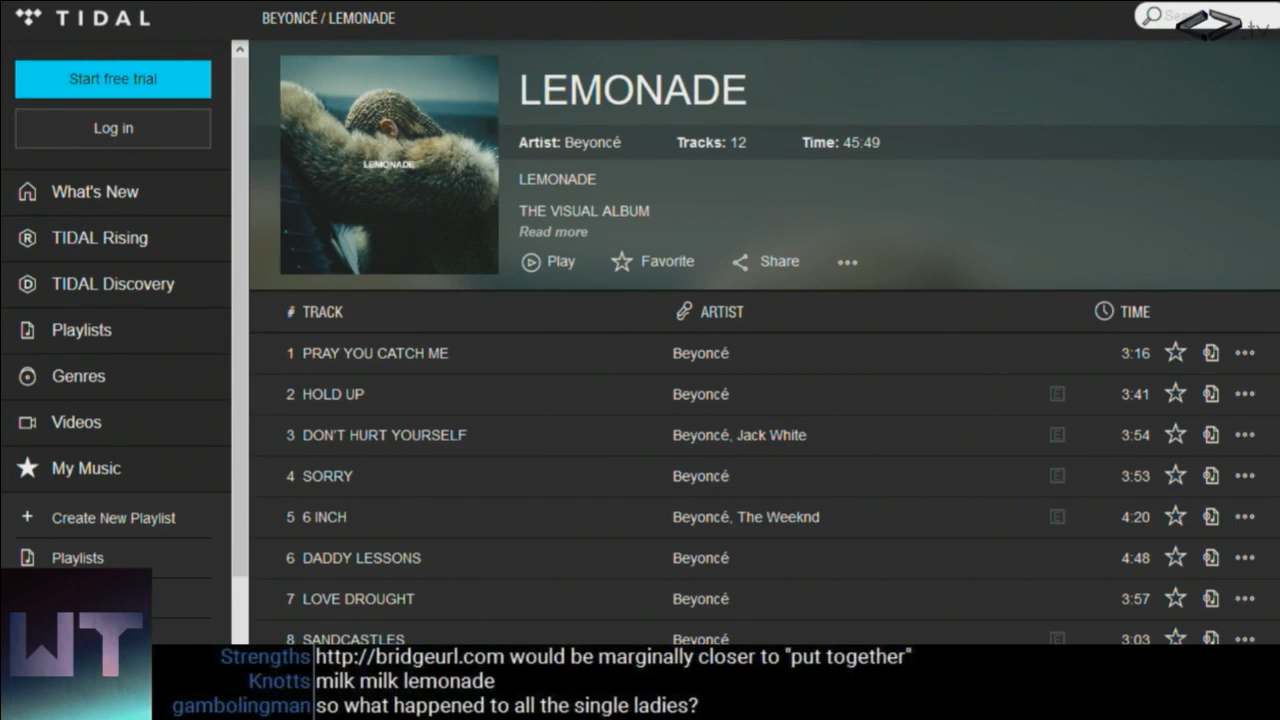 TIDAL
BEYONCÉ / LEMONADE
.tv
Start free trial
Log in
What's New
TIDAL Rising
TIDAL Discovery
Playlists
Genres
Videos
My Music
Create New Playlist
Playlists
LEMONADE
LEMONADE
Artist: Beyoncé Tracks: 12 Time: 45:49
LEMONADE
THE VISUAL ALBUM
Read more
Play Favorite Share
# TRACK ARTIST TIME
1 PRAY YOU CATCH ME Beyoncé 3:16
2 HOLD UP Beyoncé E 3:41
3 DON'T HURT YOURSELF Beyoncé, Jack White E 3:54
4 SORRY Beyoncé E 3:53
5 6 INCH Beyoncé, The Weeknd E 4:20
6 DADDY LESSONS Beyoncé 4:48
7 LOVE DROUGHT Beyoncé 3:57
8 SANDCASTLES Beyoncé E 3:03
WT
Strengths http://bridgeurl.com would be marginally closer to "put together"
Knotts milk milk lemonade
gambolingman so what happened to all the single ladies?